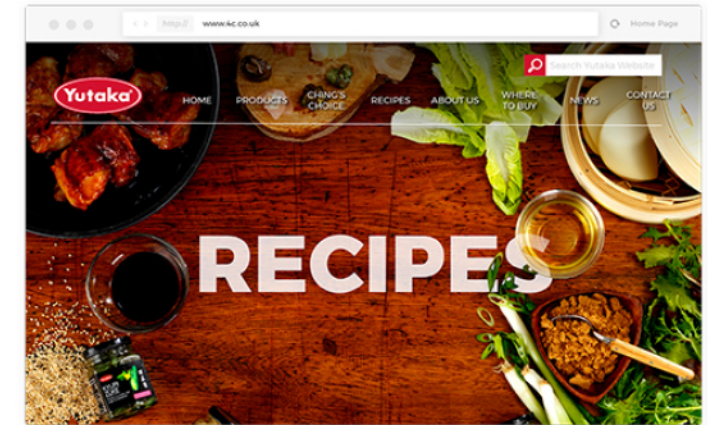 http:// www.4c.co.uk Home Page
Search Yutaka Website
Yutaka
HOME PRODUCTS CHING'S CHOICE RECIPES ABOUT US WHERE TO BUY NEWS CONTACT US
RECIPES